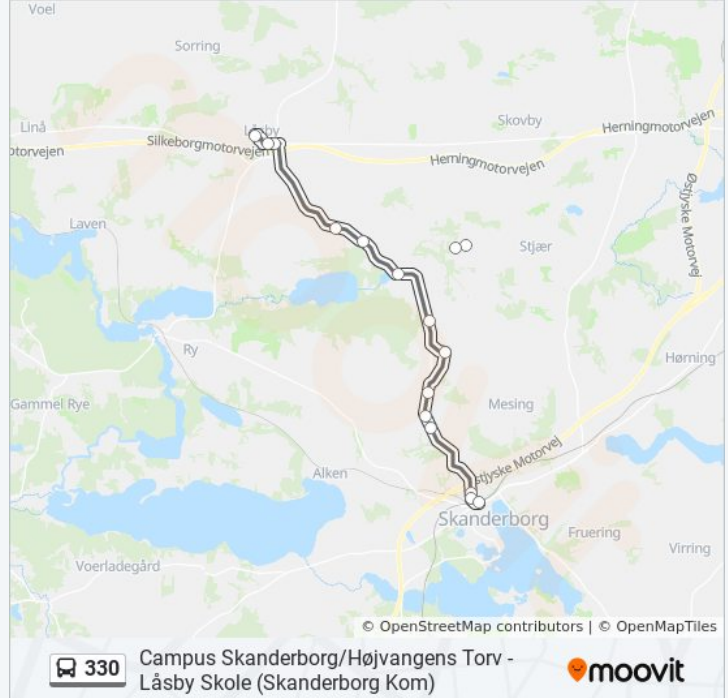 Voel
Sorring
Linå
Låsby
Skovby
Herningmotorvejen
otorvejen
Silkeborgmotorvejen
Herningmotorvejen
Østjyske Motorvej
Laven
Stjær
Ry
Hørning
Gammel Rye
Mesing
Østjyske Motorvej
Alken
Skanderborg
Fruering
Virring
Voerladegård
© OpenStreetMap contributors | © OpenMapTiles
330
Campus Skanderborg/Højvangens Torv -
Låsby Skole (Skanderborg Kom)
moovit